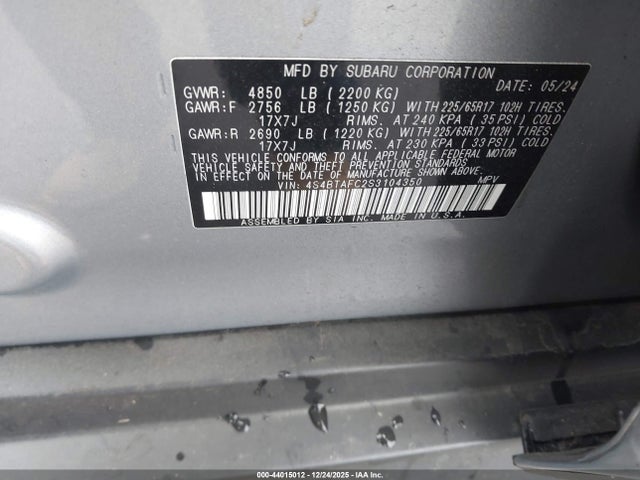 MFD BY SUBARU CORPORATION
DATE: 05/24
GVWR: 4850 LB (2200 KG)
GAWR:F 2756 LB (1250 KG) WITH 225/65R17 102H TIRES.
17X7J RIMS. AT 240 KPA (35 PSI) COLD
GAWR:R 2690 LB (1220 KG) WITH 225/65R17 102H TIRES.
17X7J RIMS. AT 230 KPA (33 PSI) COLD
THIS VEHICLE CONFORMS TO ALL APPLICABLE FEDERAL MOTOR
VEHICLE SAFETY AND THEFT PREVENTION STANDARDS
IN EFFECT ON THE DATE OF MANUFACTURE SHOWN ABOVE.
VIN: 4S4BTAFC2S3104350 MPV
ASSEMBLED BY SIA INC. MADE IN U.S.A.
000-44015012 - 12/24/2025 - IAAI.com